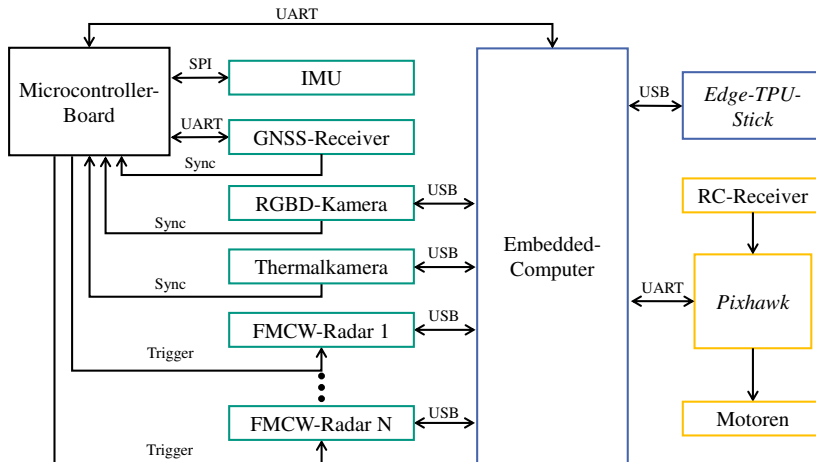 UART
Microcontroller-
Board
SPI
IMU
UART
GNSS-Receiver
Sync
RGBD-Kamera
USB
Sync
Thermalkamera
USB
Sync
FMCW-Radar 1
USB
Trigger
FMCW-Radar N
USB
Trigger
Embedded-
Computer
USB
Edge-TPU-
Stick
RC-Receiver
UART
Pixhawk
Motoren